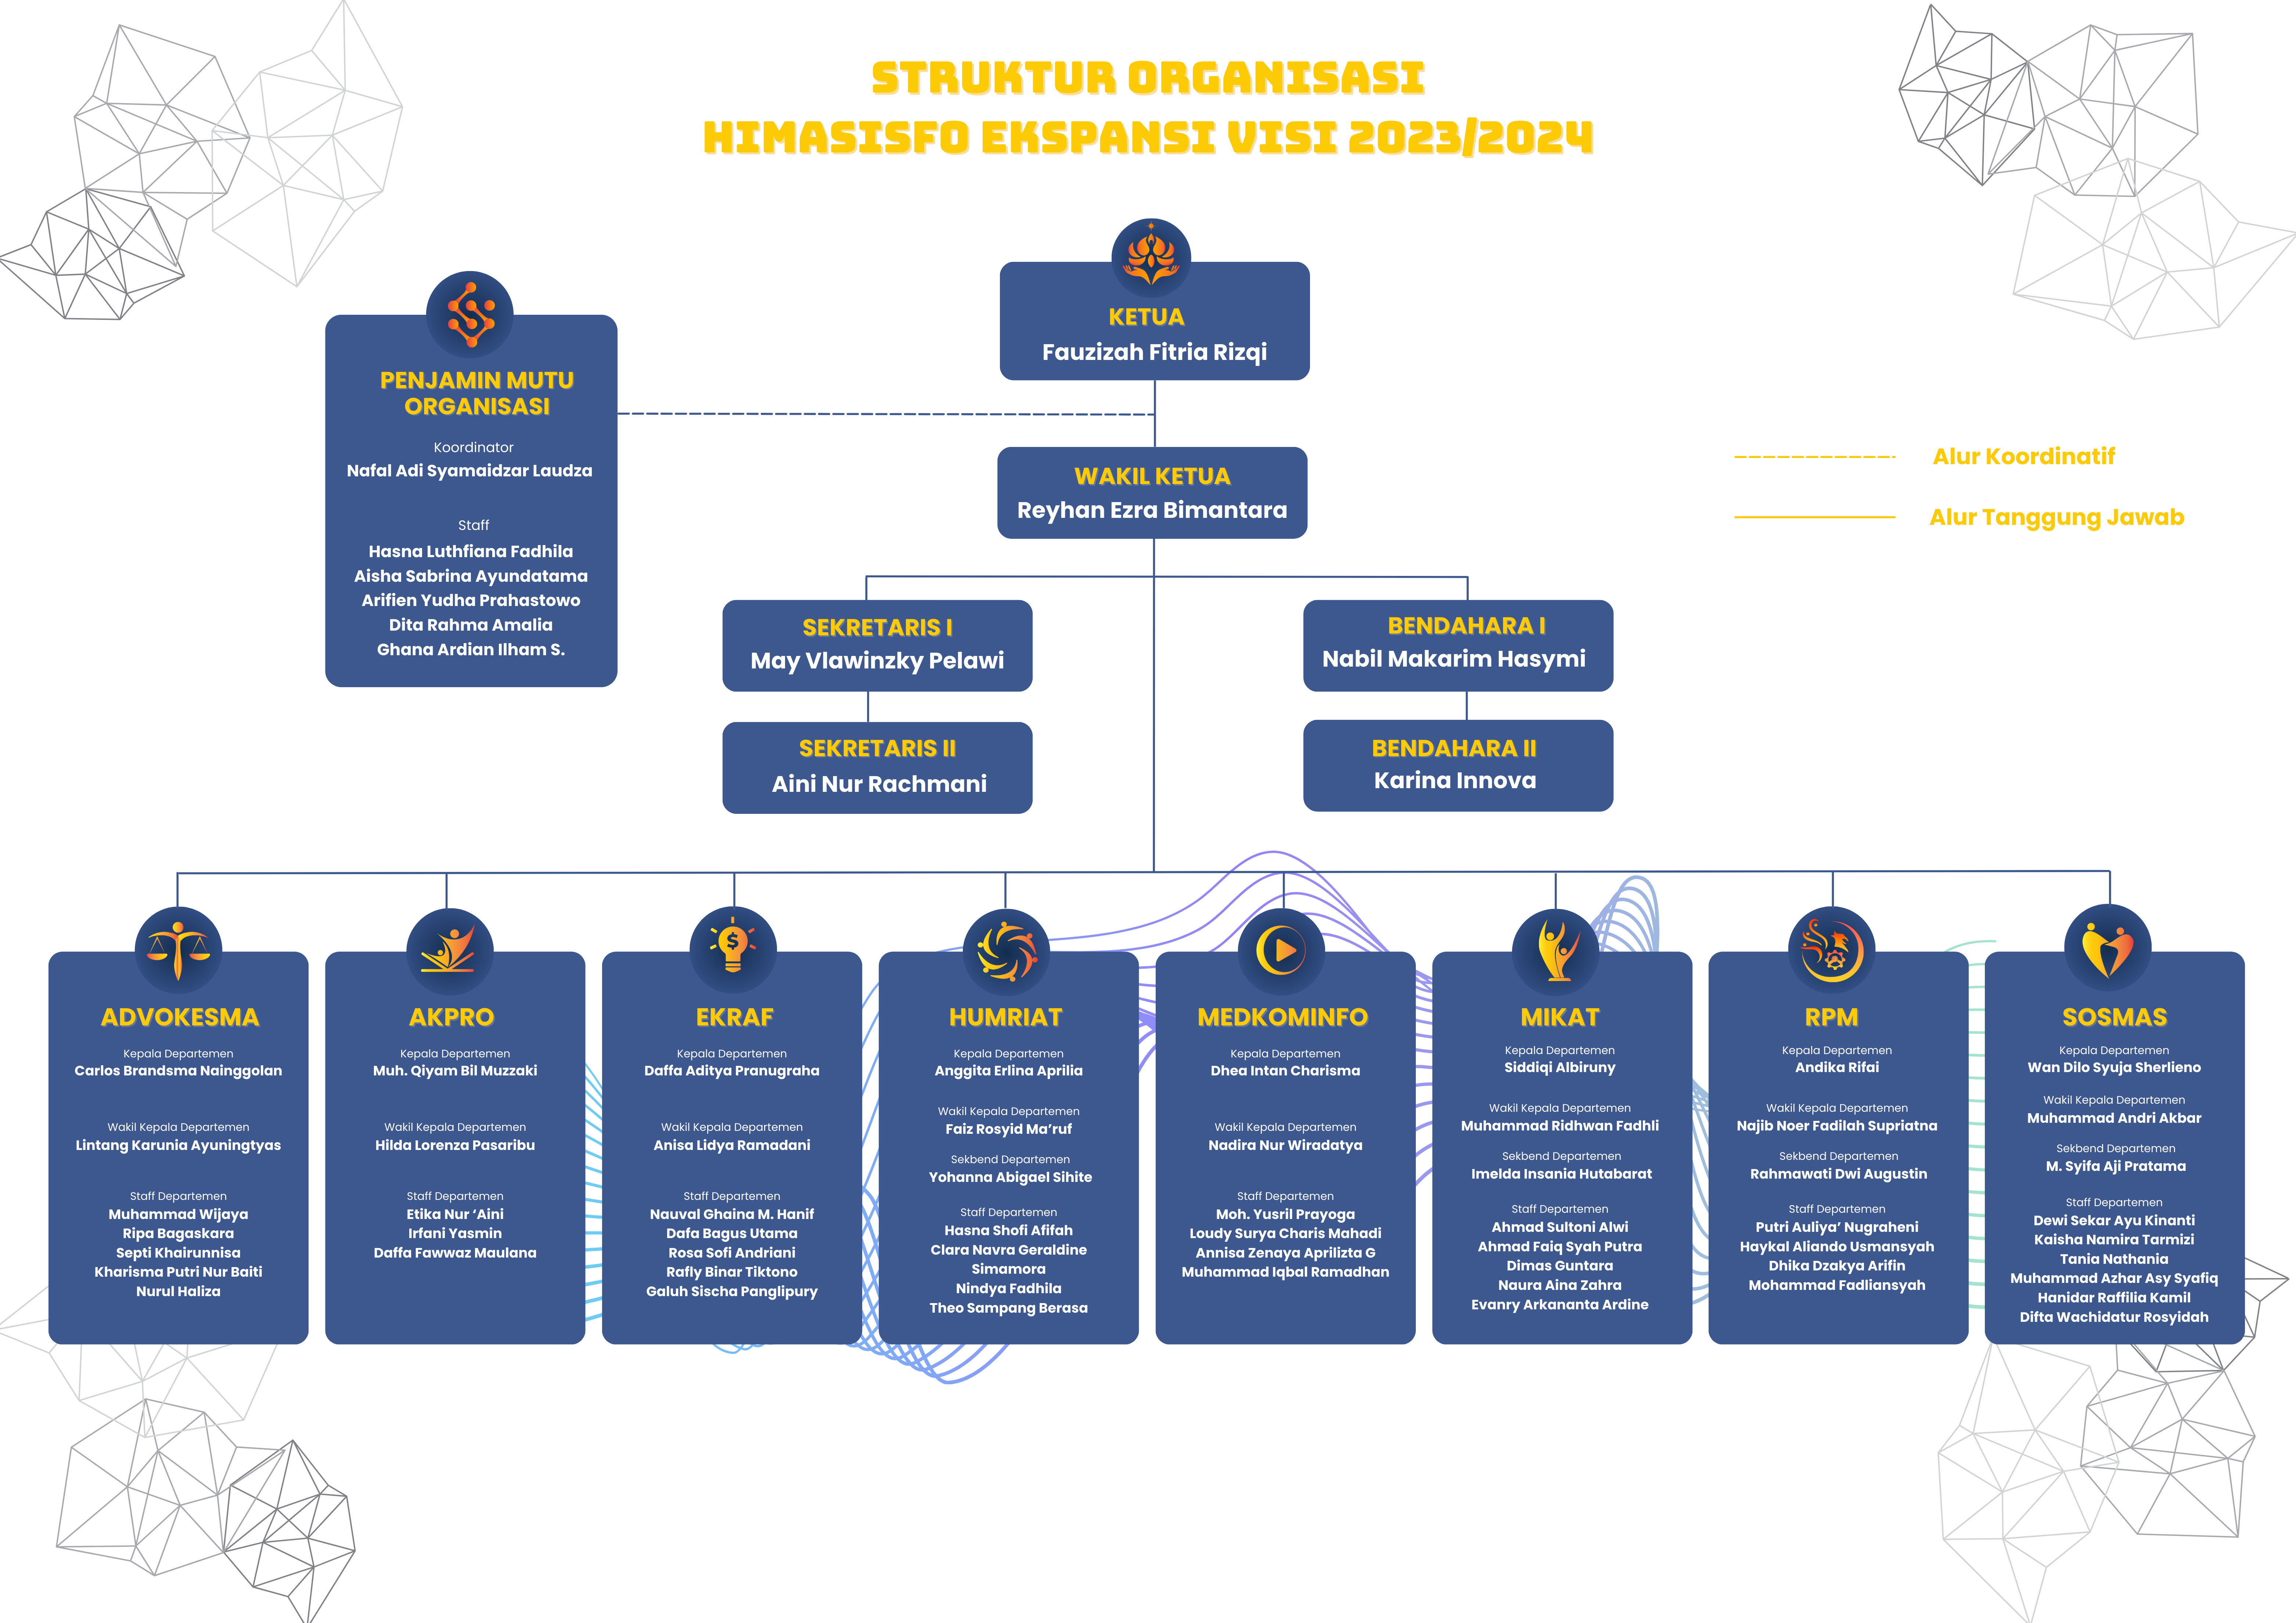 STRUKTUR ORGANISASI
HIMASISFO EKSPANSI VISI 2023/2024
KETUA
Fauzizah Fitria Rizqi
PENJAMIN MUTU
ORGANISASI
Koordinator
Nafal Adi Syamaidzar Laudza
Staff
Hasna Luthfiana Fadhila
Aisha Sabrina Ayundatama
Arifien Yudha Prahastowo
Dita Rahma Amalia
Ghana Ardian Ilham S.
WAKIL KETUA
Reyhan Ezra Bimantara
Alur Koordinatif
Alur Tanggung Jawab
SEKRETARIS I
May Vlawinzky Pelawi
BENDAHARA I
Nabil Makarim Hasymi
SEKRETARIS II
Aini Nur Rachmani
BENDAHARA II
Karina Innova
ADVOKESMA
Kepala Departemen
Carlos Brandsma Nainggolan
Wakil Kepala Departemen
Lintang Karunia Ayuningtyas
Staff Departemen
Muhammad Wijaya
Ripa Bagaskara
Septi Khairunnisa
Kharisma Putri Nur Baiti
Nurul Haliza
AKPRO
Kepala Departemen
Muh. Qiyam Bil Muzzaki
Wakil Kepala Departemen
Hilda Lorenza Pasaribu
Staff Departemen
Etika Nur ‘Aini
Irfani Yasmin
Daffa Fawwaz Maulana
$
EKRAF
Kepala Departemen
Daffa Aditya Pranugraha
Wakil Kepala Departemen
Anisa Lidya Ramadani
Staff Departemen
Nauval Ghaina M. Hanif
Dafa Bagus Utama
Rosa Sofi Andriani
Rafly Binar Tiktono
Galuh Sischa Panglipury
HUMRIAT
Kepala Departemen
Anggita Erlina Aprilia
Wakil Kepala Departemen
Faiz Rosyid Ma’ruf
Sekbend Departemen
Yohanna Abigael Sihite
Staff Departemen
Hasna Shofi Afifah
Clara Navra Geraldine
Simamora
Nindya Fadhila
Theo Sampang Berasa
MEDKOMINFO
Kepala Departemen
Dhea Intan Charisma
Wakil Kepala Departemen
Nadira Nur Wiradatya
Staff Departemen
Moh. Yusril Prayoga
Loudy Surya Charis Mahadi
Annisa Zenaya Aprilizta G
Muhammad Iqbal Ramadhan
MIKAT
Kepala Departemen
Siddiqi Albiruny
Wakil Kepala Departemen
Muhammad Ridhwan Fadhli
Sekbend Departemen
Imelda Insania Hutabarat
Staff Departemen
Ahmad Sultoni Alwi
Ahmad Faiq Syah Putra
Dimas Guntara
Naura Aina Zahra
Evanry Arkananta Ardine
RPM
Kepala Departemen
Andika Rifai
Wakil Kepala Departemen
Najib Noer Fadilah Supriatna
Sekbend Departemen
Rahmawati Dwi Augustin
Staff Departemen
Putri Auliya’ Nugraheni
Haykal Aliando Usmansyah
Dhika Dzakya Arifin
Mohammad Fadliansyah
SOSMAS
Kepala Departemen
Wan Dilo Syuja Sherlieno
Wakil Kepala Departemen
Muhammad Andri Akbar
Sekbend Departemen
M. Syifa Aji Pratama
Staff Departemen
Dewi Sekar Ayu Kinanti
Kaisha Namira Tarmizi
Tania Nathania
Muhammad Azhar Asy Syafiq
Hanidar Raffilia Kamil
Difta Wachidatur Rosyidah